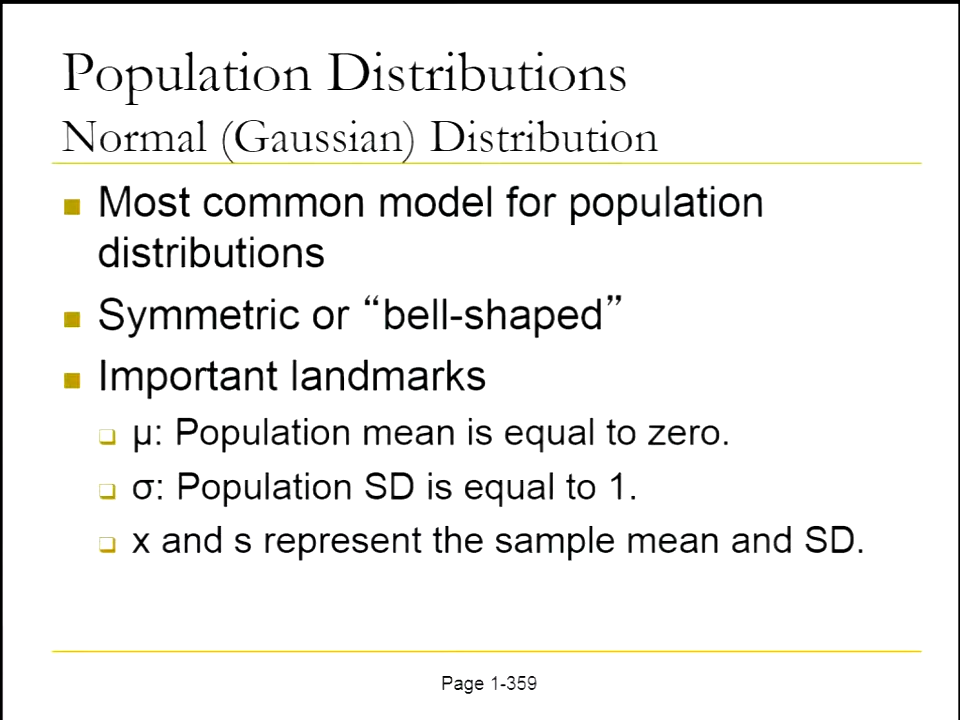 Population Distributions
Normal (Gaussian) Distribution
Most common model for population
distributions
Symmetric or “bell-shaped”
Important landmarks
μ: Population mean is equal to zero.
σ: Population SD is equal to 1.
x and s represent the sample mean and SD.
Page 1-359